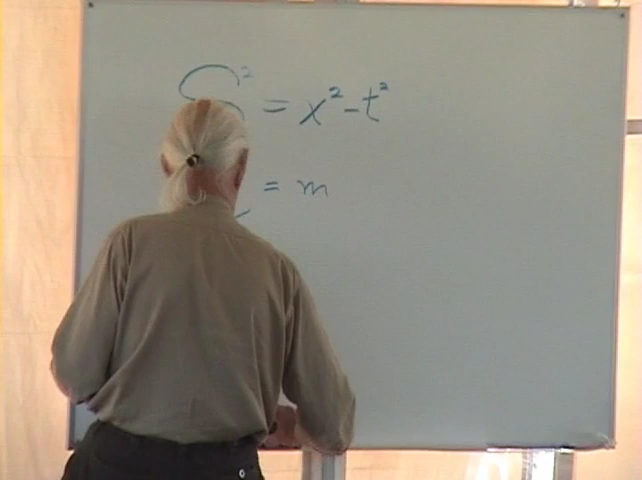 S² = x² - t²
= m